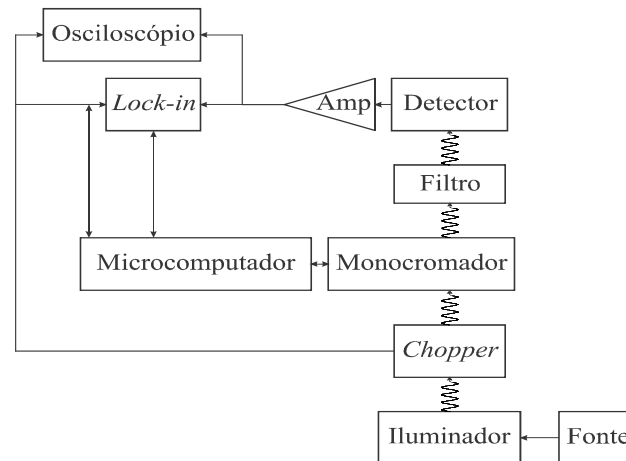 Osciloscópio
Lock-in
Amp
Detector
Filtro
Microcomputador
Monocromador
Chopper
Iluminador
Fonte